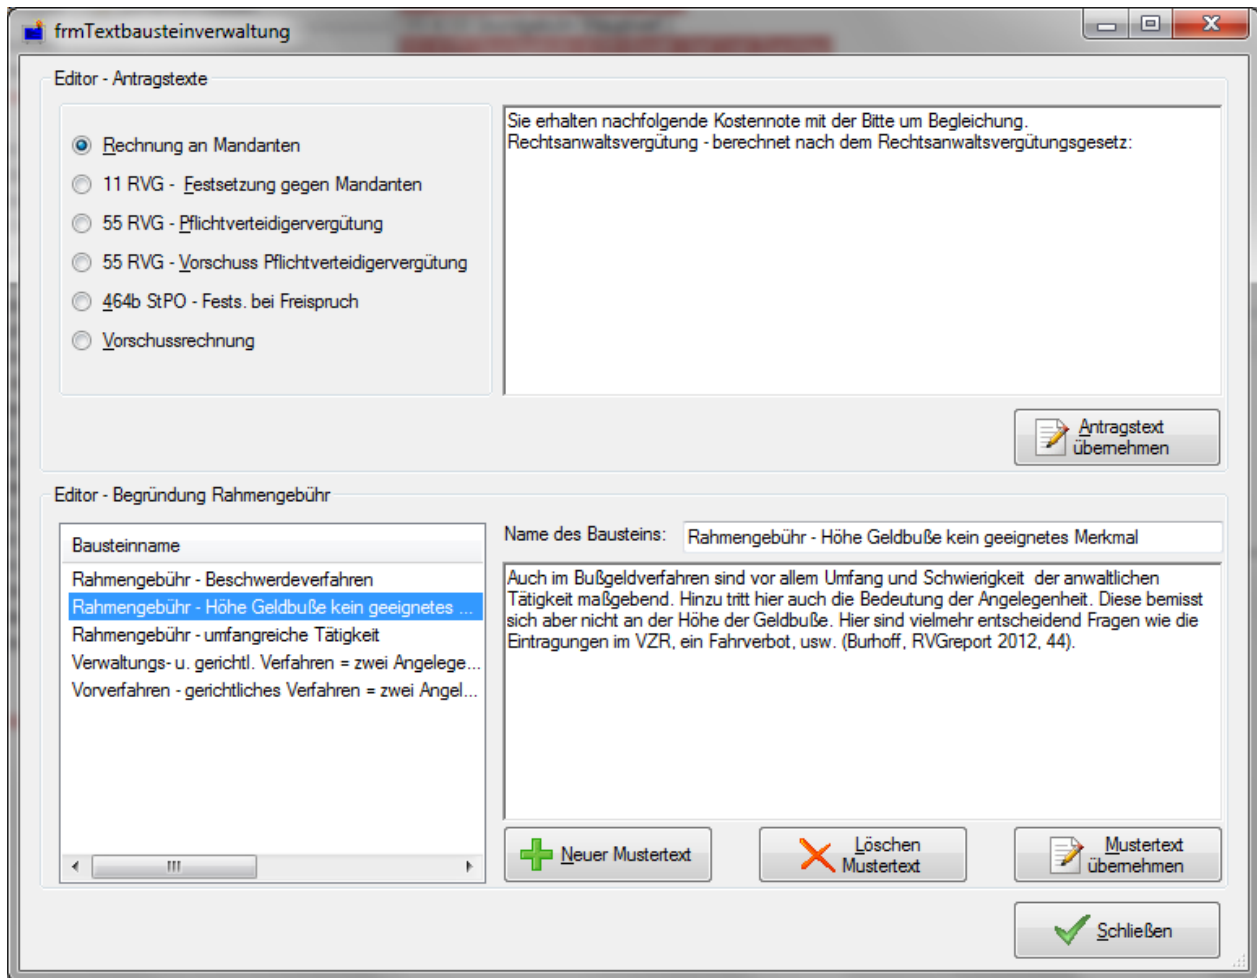 frmTextbausteinverwaltung
Editor - Antragstexte
Rechnung an Mandanten
11 RVG - Festsetzung gegen Mandanten
55 RVG - Pflichtverteidigervergütung
55 RVG - Vorschuss Pflichtverteidigervergütung
464b StPO - Fests. bei Freispruch
Vorschussrechnung
Sie erhalten nachfolgende Kostennote mit der Bitte um Begleichung.
Rechtsanwaltsvergütung - berechnet nach dem Rechtsanwaltsvergütungsgesetz:
Antragstext
übernehmen
Editor - Begründung Rahmengebühr
Bausteinname
Rahmengebühr - Beschwerdeverfahren
Rahmengebühr - Höhe Geldbuße kein geeignetes ...
Rahmengebühr - umfangreiche Tätigkeit
Verwaltungs- u. gerichtl. Verfahren = zwei Angelege...
Vorverfahren - gerichtliches Verfahren = zwei Angel...
Name des Bausteins: Rahmengebühr - Höhe Geldbuße kein geeignetes Merkmal
Auch im Bußgeldverfahren sind vor allem Umfang und Schwierigkeit der anwaltlichen
Tätigkeit maßgebend. Hinzu tritt hier auch die Bedeutung der Angelegenheit. Diese bemisst
sich aber nicht an der Höhe der Geldbuße. Hier sind vielmehr entscheidend Fragen wie die
Eintragungen im VZR, ein Fahrverbot, usw. (Burhoff, RVGreport 2012, 44).
Neuer Mustertext
Löschen
Mustertext
Mustertext
übernehmen
Schließen